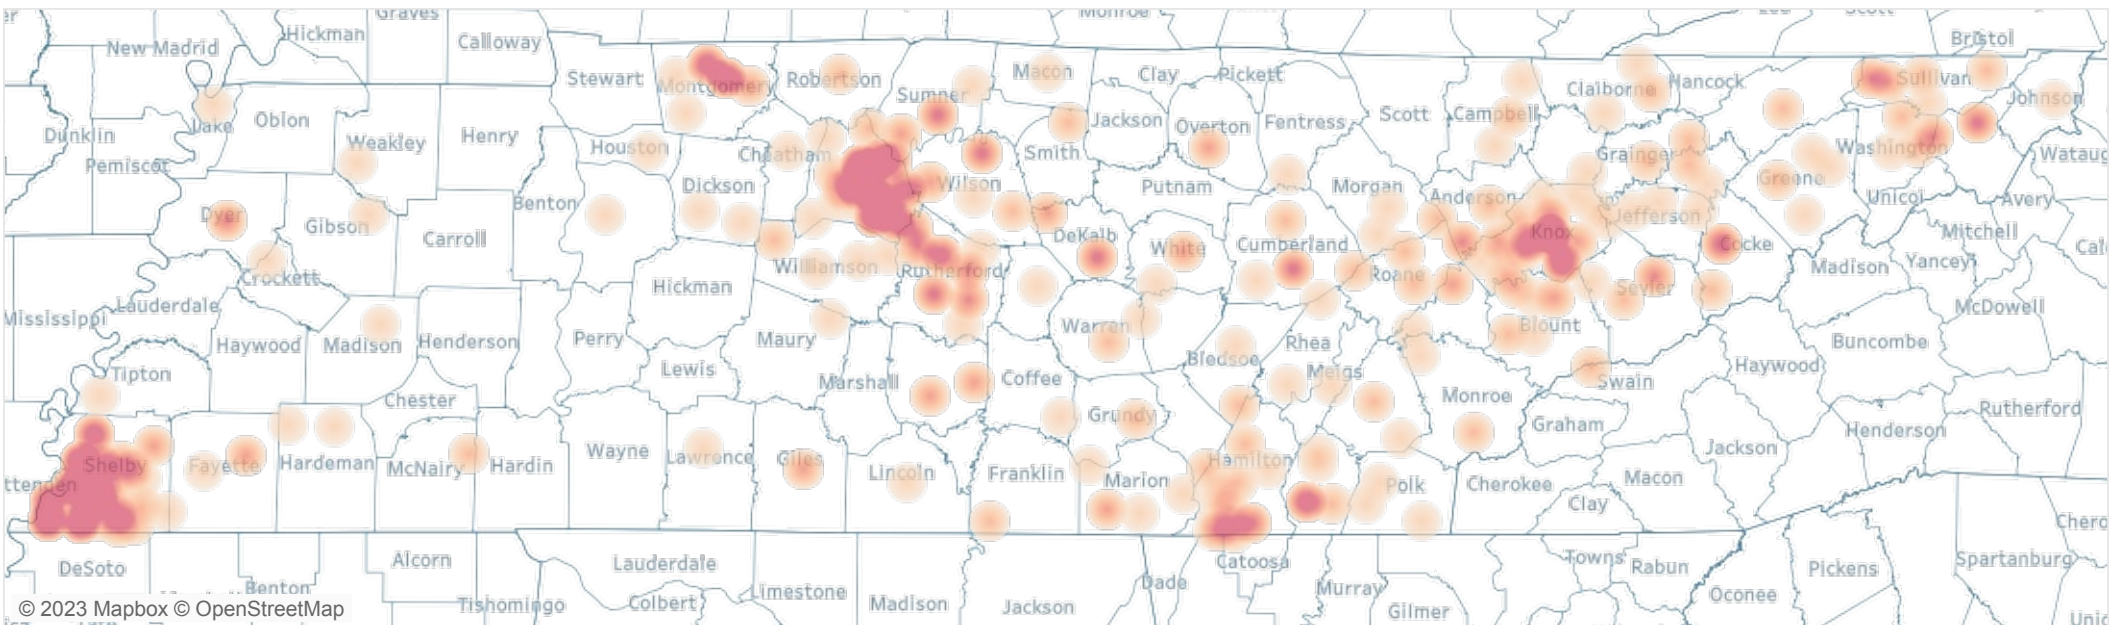 Graves
Monroe
Scott
New Madrid
Hickman
Calloway
Bristol
Stewart
Montgomery
Robertson
Sumner
Macon
Clay
Pickett
Scott
Campbell
Claiborne
Hancock
Sullivan
Johnson
Dunklin
Pemiscot
Lake
Obion
Weakley
Henry
Houston
Cheatham
Smith
Jackson
Overton
Fentress
Grainger
Washington
Wataug
Dickson
Wilson
Putnam
Morgan
Anderson
Greene
Unicoi
Avery
Dyer
Gibson
Carroll
Benton
DeKalb
White
Cumberland
Knox
Jefferson
Cocke
Mitchell
Crockett
Williamson
Rutherford
Roane
Sevier
Madison
Yancey
Lauderdale
Hickman
McDowell
Mississippi
Haywood
Madison
Henderson
Perry
Maury
Warren
Bledsoe
Rhea
Blount
Buncombe
Tipton
Lewis
Marshall
Coffee
Meigs
Monroe
Swain
Haywood
Chester
Grundy
Graham
Rutherford
Shelby
Fayette
Hardeman
McNairy
Hardin
Wayne
Lawrence
Giles
Lincoln
Franklin
Marion
Hamilton
Polk
Cherokee
Macon
Jackson
Henderson
ttenden
Clay
Chero
DeSoto
Alcorn
Lauderdale
Catoosa
Towns
Rabun
Pickens
Spartanburg
Benton
Tishomingo
Colbert
Limestone
Madison
Jackson
Dade
Murray
Gilmer
Oconee
© 2023 Mapbox © OpenStreetMap